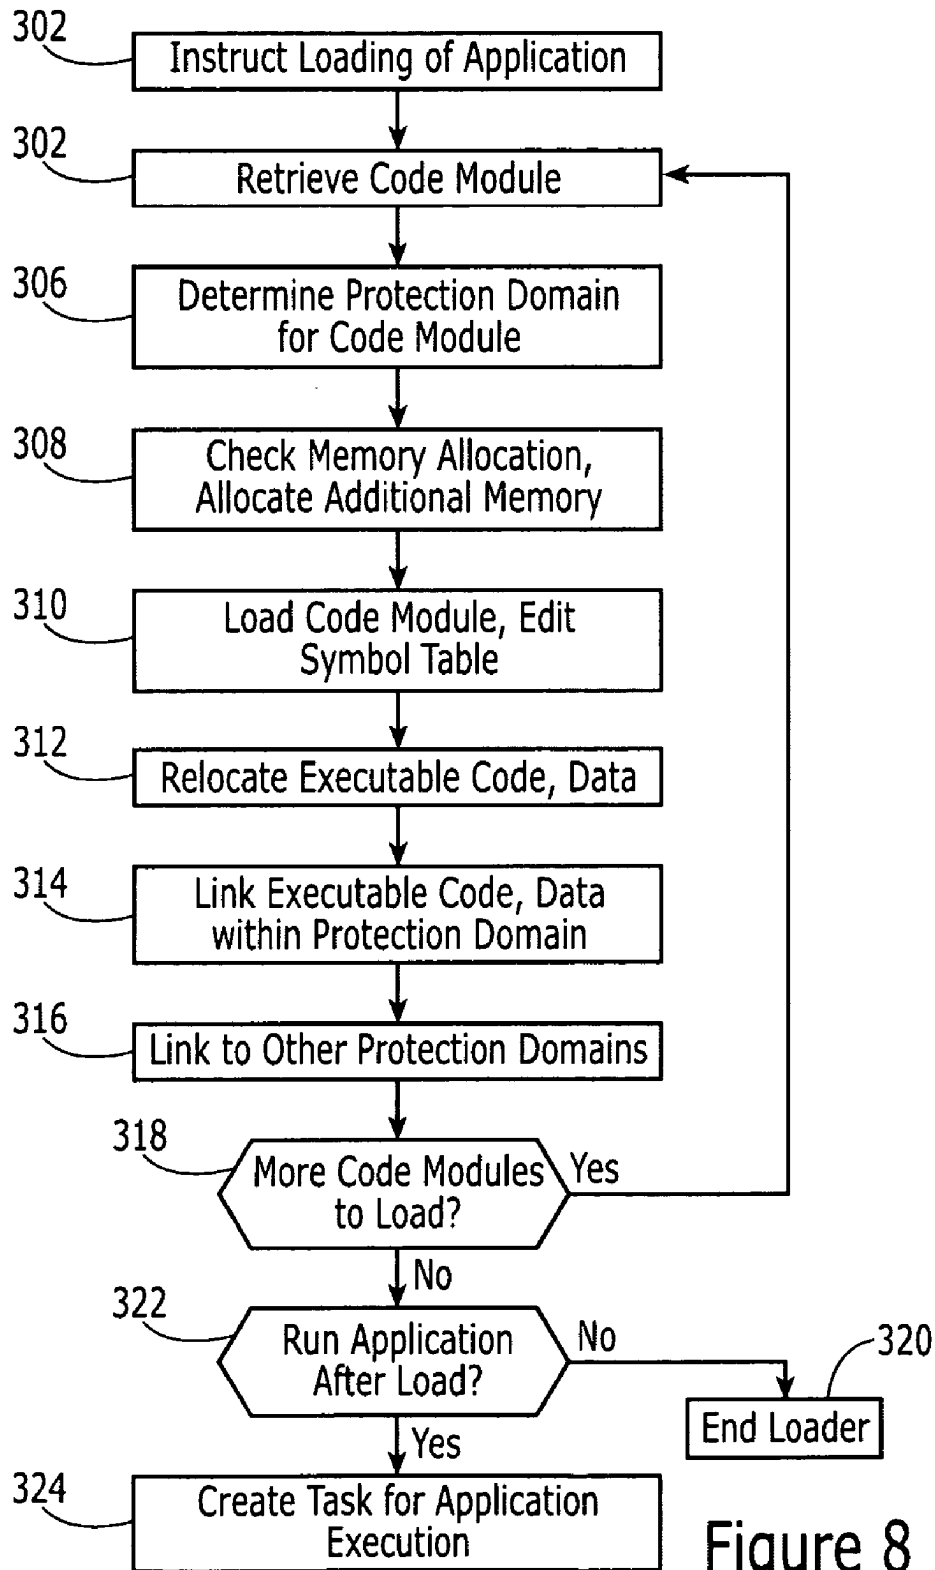 302
Instruct Loading of Application
302
Retrieve Code Module
306
Determine Protection Domain
for Code Module
308
Check Memory Allocation,
Allocate Additional Memory
310
Load Code Module, Edit
Symbol Table
312
Relocate Executable Code, Data
314
Link Executable Code, Data
within Protection Domain
316
Link to Other Protection Domains
318
More Code Modules
to Load?
Yes
No
322
Run Application
After Load?
No
320
End Loader
Yes
324
Create Task for Application
Execution
Figure 8